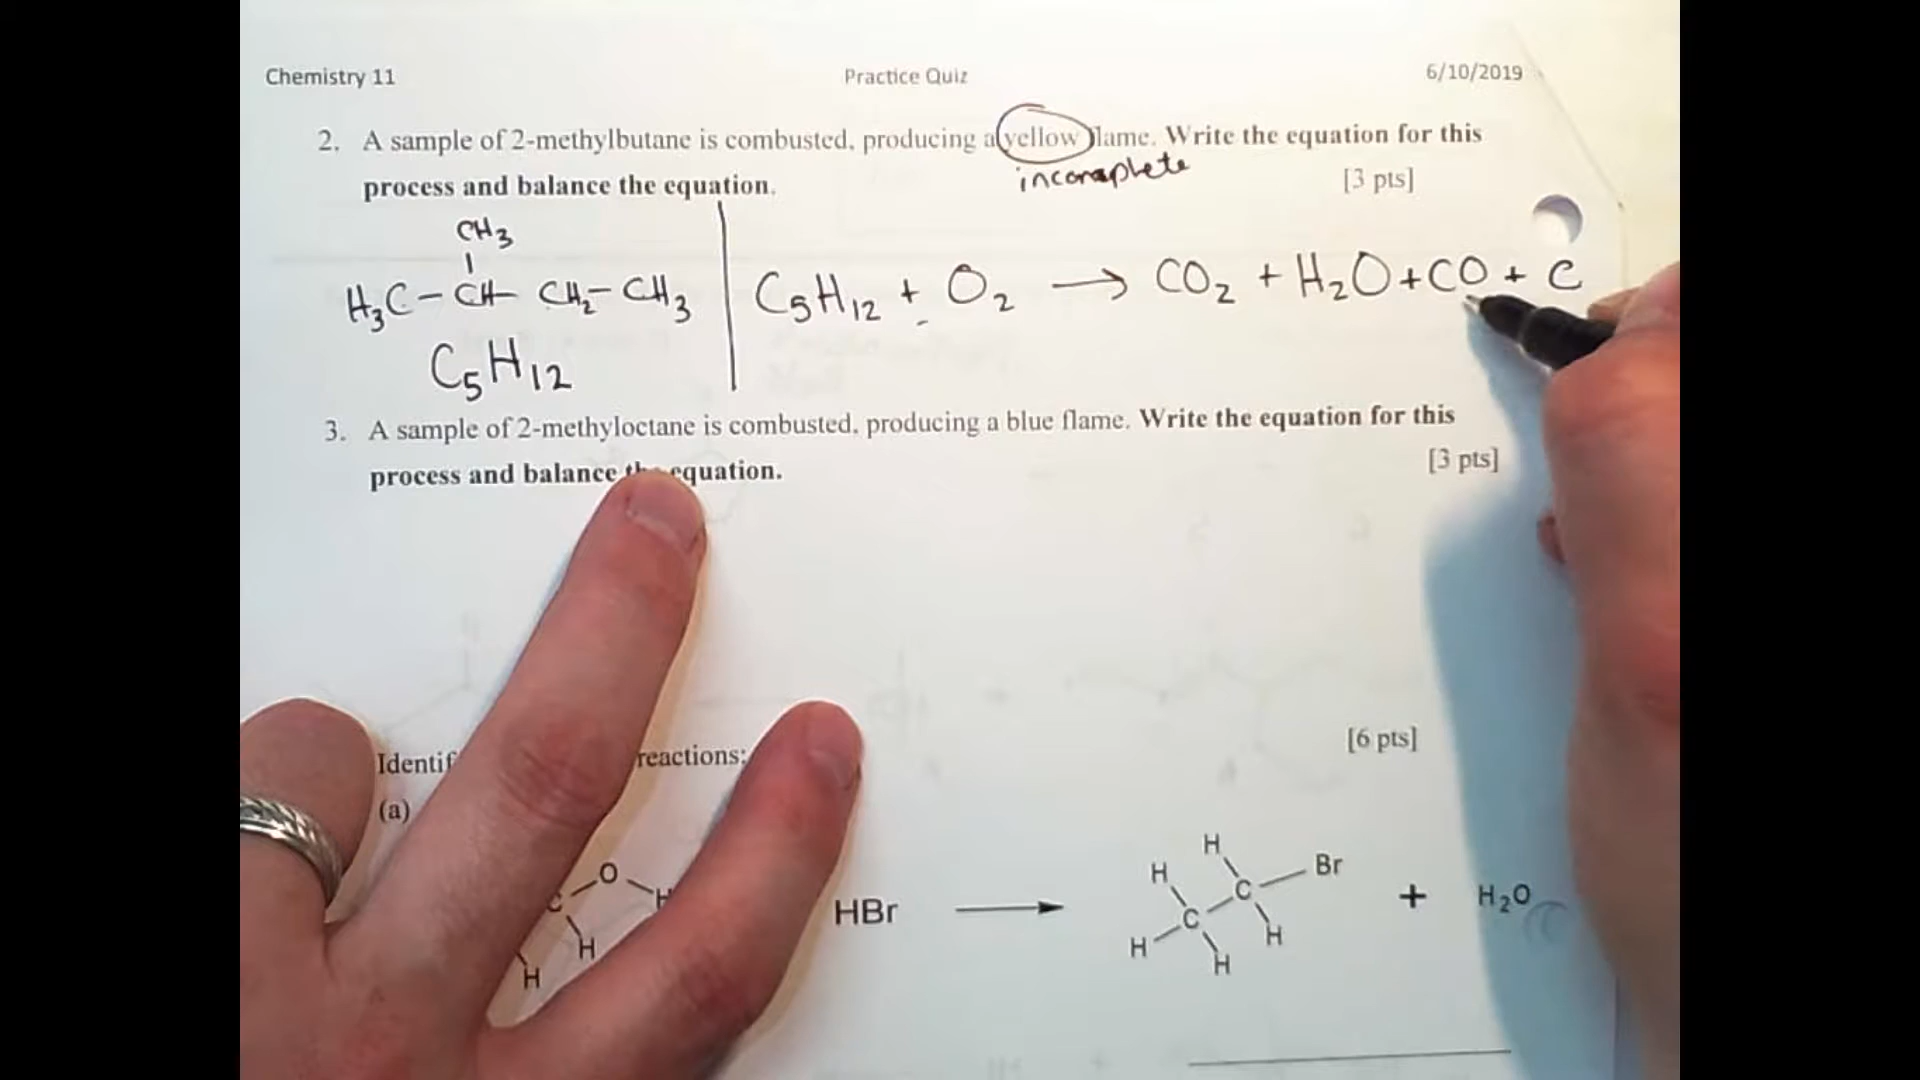 Chemistry 11 Practice Quiz 6/10/2019
2. A sample of 2-methylbutane is combusted, producing a yellow flame. Write the equation for this
incomplete
process and balance the equation. [3 pts]
CH₃
H₃C – CH – CH₂ – CH₃ | C₅H₁₂ + O₂ → CO₂ + H₂O + CO + C
C₅H₁₂
3. A sample of 2-methyloctane is combusted, producing a blue flame. Write the equation for this
process and balance the equation. [3 pts]
[6 pts]
reactions:
(a)
H
H Br
O C
C H HBr → C + H₂O
H H H
H H